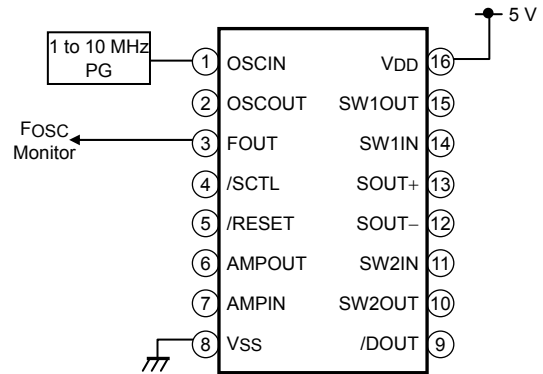 5 V
1 to 10 MHz
PG
1 OSCIN VDD 16
2 OSCOUT SW1OUT 15
FOSC
Monitor
3 FOUT SW1IN 14
4 /SCTL SOUT+ 13
5 /RESET SOUT− 12
6 AMPOUT SW2IN 11
7 AMPIN SW2OUT 10
8 VSS /DOUT 9